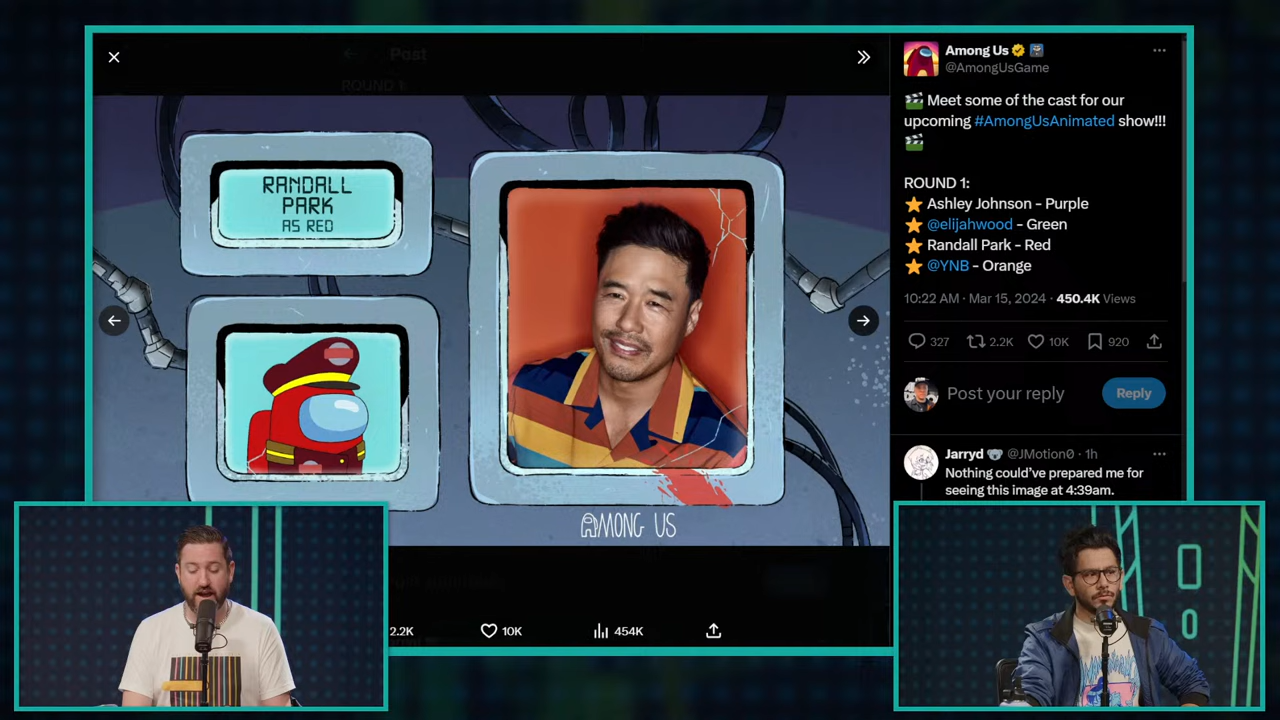 Post
ROUND 1:
RANDALL
PARK
AS RED
AMONG US
2.2K
10K
454K
Among Us
@AmongUsGame
🎬 Meet some of the cast for our
upcoming #AmongUsAnimated show!!!
🎬
ROUND 1:
⭐ Ashley Johnson - Purple
⭐ @elijahwood - Green
⭐ Randall Park - Red
⭐ @YNB - Orange
10:22 AM · Mar 15, 2024 · 450.4K Views
327 2.2K 10K 920
Post your reply Reply
Jarryd 🐨 @JMotion0 · 1h
Nothing could've prepared me for
seeing this image at 4:39am.